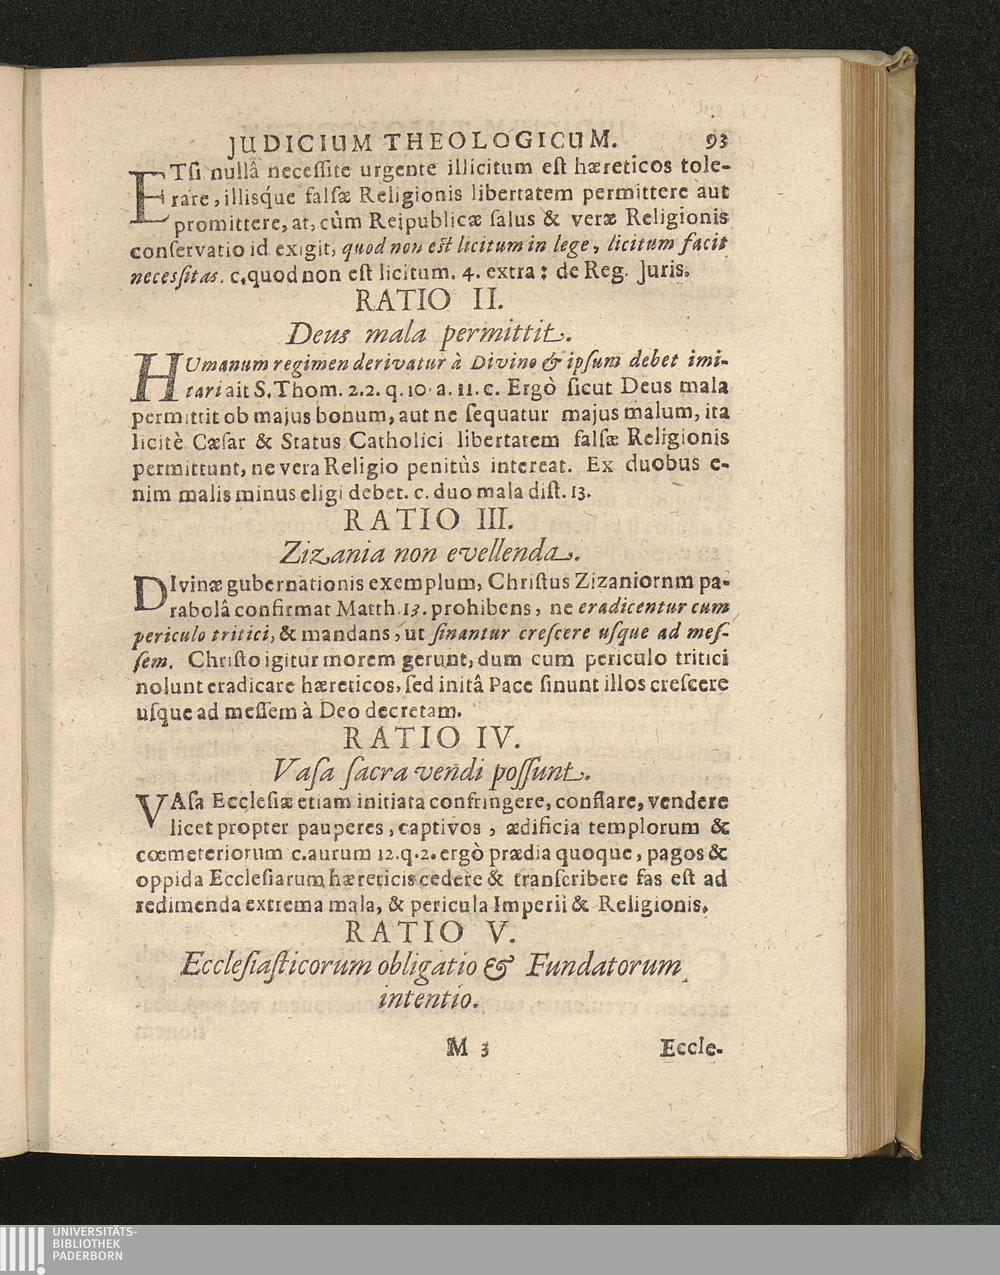 JUDICIUM THEOLOGICUM. 93
ETſi nullâ neceſſite urgente illicitum eſt hæreticos tole-
rare, illisq́ue falſæ Religionis libertatem permittere aut
promittere, at, cùm Reipublicæ ſalus & veræ Religionis
conſervatio id exigit, quod non est licitum in lege, licitum facit
neceſſitas. c. quod non eſt licitum. 4. extra: de Reg. Juris.
RATIO II.
Deus mala permittit.
HUmanum regimen derivatur à Divino & ipſum debet imi-
tari ait S. Thom. 2.2. q. 10. a. 11. c. Ergò ſicut Deus mala
permittit ob majus bonum, aut ne ſequatur majus malum, ita
licitè Cæſar & Status Catholici libertatem falſæ Religionis
permittunt, ne vera Religio penitùs intereat. Ex duobus e-
nim malis minus eligi debet. c. duo mala diſt. 13.
RATIO III.
Zizania non evellenda.
DIvinæ gubernationis exemplum, Chriſtus Zizaniornm pa-
rabolâ confirmat Matth. 13. prohibens, ne eradicentur cum
periculo tritici, & mandans, ut ſinantur creſcere uſque ad meſ-
ſem. Chriſto igitur morem gerunt, dum cum periculo tritici
nolunt eradicare hæreticos, ſed initâ Pace ſinunt illos creſcere
uſque ad meſſem à Deo decretam.
RATIO IV.
Vaſa ſacra vendi poſſunt.
VAſa Eccleſiæ etiam initiata confringere, conflare, vendere
licet propter pauperes, captivos, ædificia templorum &
cœmeteriorum c. aurum 12. q. 2. ergò prædia quoque, pagos &
oppida Eccleſiarum hæreticis cedere & tranſcribere fas eſt ad
redimenda extrema mala, & pericula Imperii & Religionis.
RATIO V.
Eccleſiaſticorum obligatio & Fundatorum
intentio.
M 3 Eccle-
UNIVERSITÄTS-
BIBLIOTHEK
PADERBORN